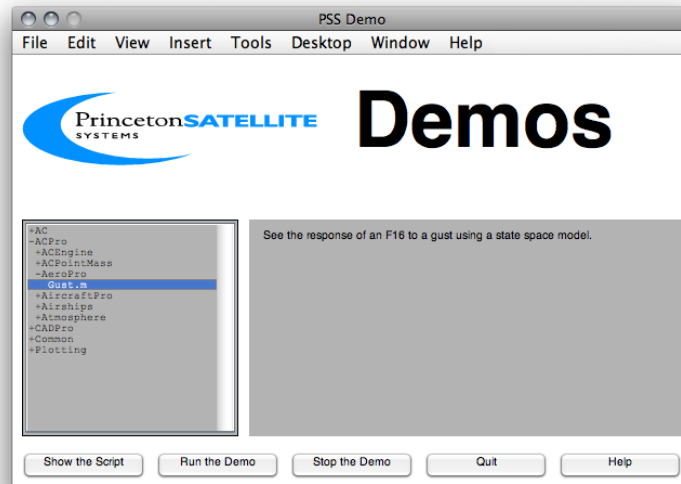 PSS Demo
File Edit View Insert Tools Desktop Window Help
PrincetonSATELLITE
SYSTEMS
Demos
+AC
-ACPro
+ACEngine
+ACPointMass
-AeroPro
Gust.m
+AircraftPro
+Airships
+Atmosphere
+CADPro
+Common
+Plotting
See the response of an F16 to a gust using a state space model.
Show the Script Run the Demo Stop the Demo Quit Help